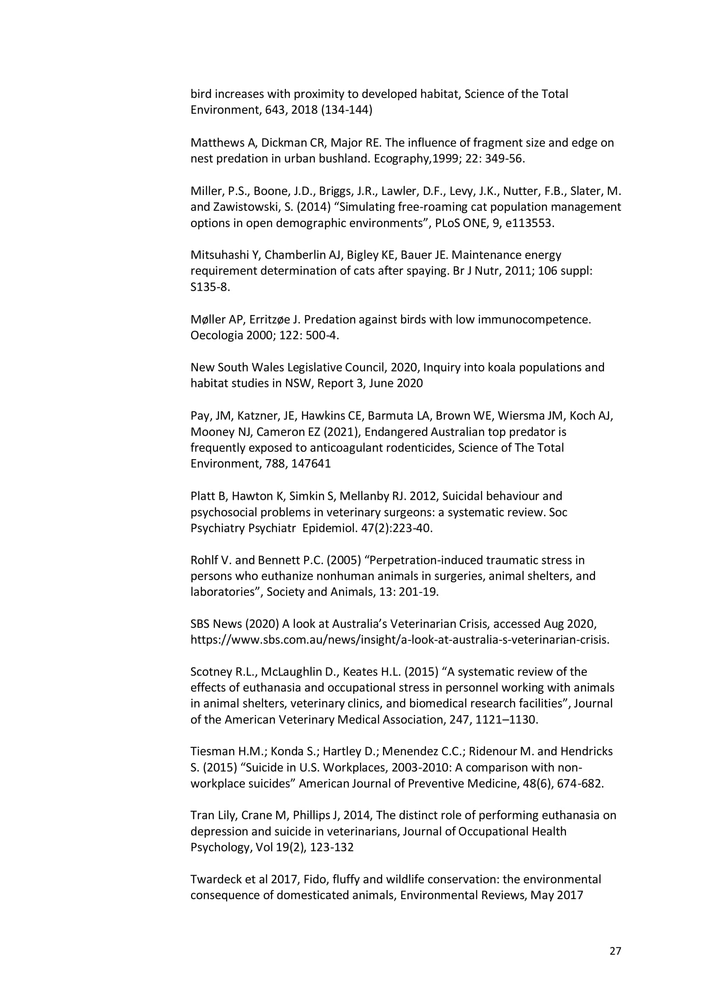 bird increases with proximity to developed habitat, Science of the Total
Environment, 643, 2018 (134-144)
Matthews A, Dickman CR, Major RE. The influence of fragment size and edge on
nest predation in urban bushland. Ecography,1999; 22: 349-56.
Miller, P.S., Boone, J.D., Briggs, J.R., Lawler, D.F., Levy, J.K., Nutter, F.B., Slater, M.
and Zawistowski, S. (2014) “Simulating free-roaming cat population management
options in open demographic environments”, PLoS ONE, 9, e113553.
Mitsuhashi Y, Chamberlin AJ, Bigley KE, Bauer JE. Maintenance energy
requirement determination of cats after spaying. Br J Nutr, 2011; 106 suppl:
S135-8.
Møller AP, Erritzøe J. Predation against birds with low immunocompetence.
Oecologia 2000; 122: 500-4.
New South Wales Legislative Council, 2020, Inquiry into koala populations and
habitat studies in NSW, Report 3, June 2020
Pay, JM, Katzner, JE, Hawkins CE, Barmuta LA, Brown WE, Wiersma JM, Koch AJ,
Mooney NJ, Cameron EZ (2021), Endangered Australian top predator is
frequently exposed to anticoagulant rodenticides, Science of The Total
Environment, 788, 147641
Platt B, Hawton K, Simkin S, Mellanby RJ. 2012, Suicidal behaviour and
psychosocial problems in veterinary surgeons: a systematic review. Soc
Psychiatry Psychiatr  Epidemiol. 47(2):223-40.
Rohlf V. and Bennett P.C. (2005) “Perpetration-induced traumatic stress in
persons who euthanize nonhuman animals in surgeries, animal shelters, and
laboratories”, Society and Animals, 13: 201-19.
SBS News (2020) A look at Australia’s Veterinarian Crisis, accessed Aug 2020,
https://www.sbs.com.au/news/insight/a-look-at-australia-s-veterinarian-crisis.
Scotney R.L., McLaughlin D., Keates H.L. (2015) “A systematic review of the
effects of euthanasia and occupational stress in personnel working with animals
in animal shelters, veterinary clinics, and biomedical research facilities”, Journal
of the American Veterinary Medical Association, 247, 1121–1130.
Tiesman H.M.; Konda S.; Hartley D.; Menendez C.C.; Ridenour M. and Hendricks
S. (2015) “Suicide in U.S. Workplaces, 2003-2010: A comparison with non-
workplace suicides” American Journal of Preventive Medicine, 48(6), 674-682.
Tran Lily, Crane M, Phillips J, 2014, The distinct role of performing euthanasia on
depression and suicide in veterinarians, Journal of Occupational Health
Psychology, Vol 19(2), 123-132
Twardeck et al 2017, Fido, fluffy and wildlife conservation: the environmental
consequence of domesticated animals, Environmental Reviews, May 2017
27